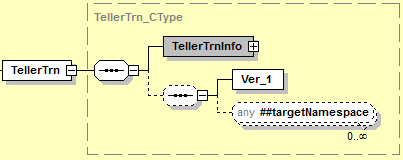 TellerTrn_CType
TellerTrn
TellerTrnInfo
Ver_1
any ##targetNamespace
0..∞